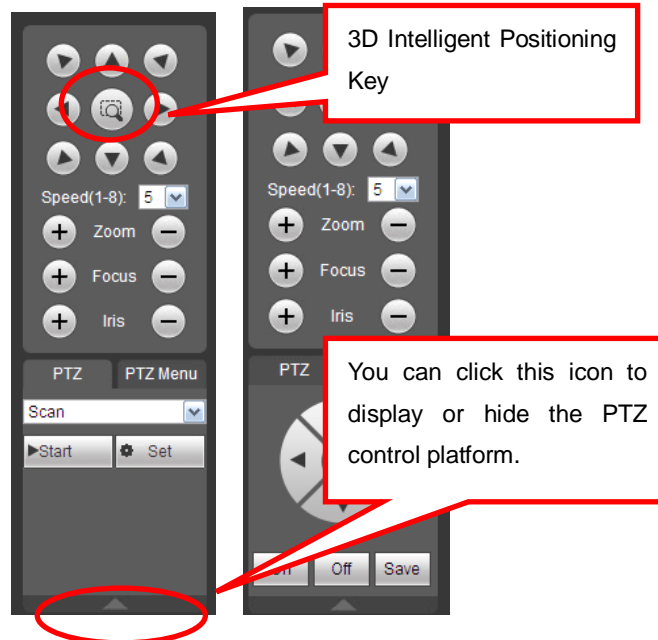 3D Intelligent Positioning
Key
Speed(1-8): 5
Zoom
Focus
Iris
PTZ PTZ Menu
Scan
Start Set
Speed(1-8): 5
Zoom
Focus
Iris
PTZ
You can click this icon to
display or hide the PTZ
control platform.
Off Save